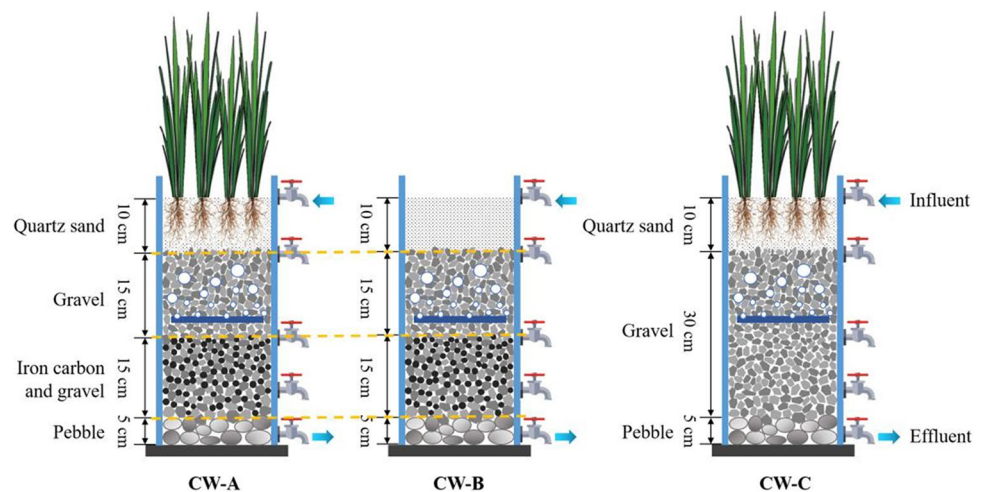 Quartz sand
Gravel
Iron carbon
and gravel
Pebble
10 cm
15 cm
15 cm
5 cm
CW-A
10 cm
15 cm
15 cm
5 cm
CW-B
Quartz sand
Gravel
Pebble
10 cm
30 cm
5 cm
Influent
Effluent
CW-C